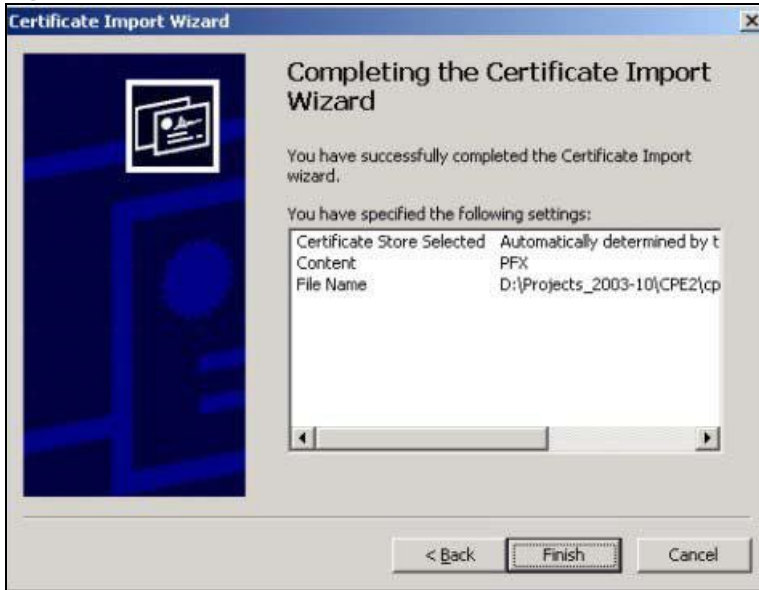 Certificate Import Wizard
Completing the Certificate Import
Wizard
You have successfully completed the Certificate Import
wizard.
You have specified the following settings:
Certificate Store Selected Automatically determined by t
Content PFX
File Name D:\Projects_2003-10\CPE2\cp
< Back Finish Cancel